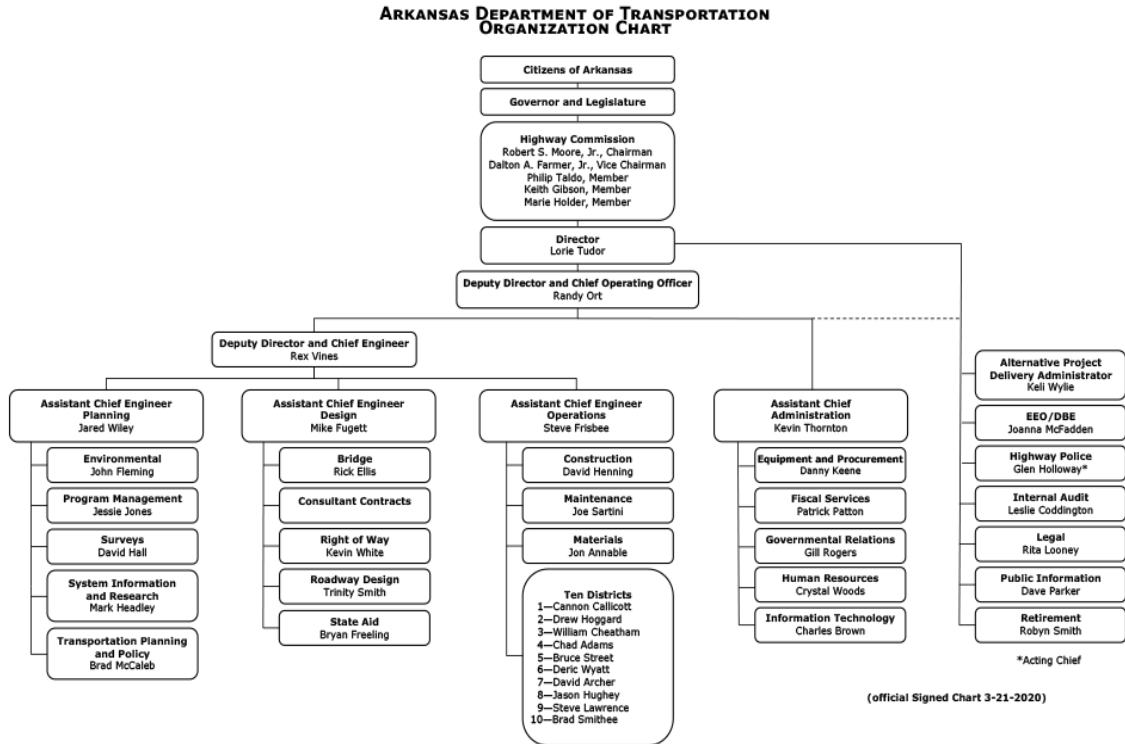 ARKANSAS DEPARTMENT OF TRANSPORTATION
ORGANIZATION CHART
Citizens of Arkansas
Governor and Legislature
Highway Commission
Robert S. Moore, Jr., Chairman
Dalton A. Farmer, Jr., Vice Chairman
Philip Taldo, Member
Keith Gibson, Member
Marie Holder, Member
Director
Lorie Tudor
Deputy Director and Chief Operating Officer
Randy Ort
Deputy Director and Chief Engineer
Rex Vines
Assistant Chief Engineer
Planning
Jared Wiley
Environmental
John Fleming
Program Management
Jessie Jones
Surveys
David Hall
System Information
and Research
Mark Headley
Transportation Planning
and Policy
Brad McCaleb
Assistant Chief Engineer
Design
Mike Fugett
Bridge
Rick Ellis
Consultant Contracts
Right of Way
Kevin White
Roadway Design
Trinity Smith
State Aid
Bryan Freeling
Assistant Chief Engineer
Operations
Steve Frisbee
Construction
David Henning
Maintenance
Joe Sartini
Materials
Jon Annable
Ten Districts
1—Cannon Callicott
2—Drew Hoggard
3—William Cheatham
4—Chad Adams
5—Bruce Street
6—Deric Wyatt
7—David Archer
8—Jason Hughey
9—Steve Lawrence
10—Brad Smithee
Assistant Chief
Administration
Kevin Thornton
Equipment and Procurement
Danny Keene
Fiscal Services
Patrick Patton
Governmental Relations
Gill Rogers
Human Resources
Crystal Woods
Information Technology
Charles Brown
Alternative Project
Delivery Administrator
Keli Wylie
EEO/DBE
Joanna McFadden
Highway Police
Glen Holloway*
Internal Audit
Leslie Coddington
Legal
Rita Looney
Public Information
Dave Parker
Retirement
Robyn Smith
*Acting Chief
(official Signed Chart 3-21-2020)